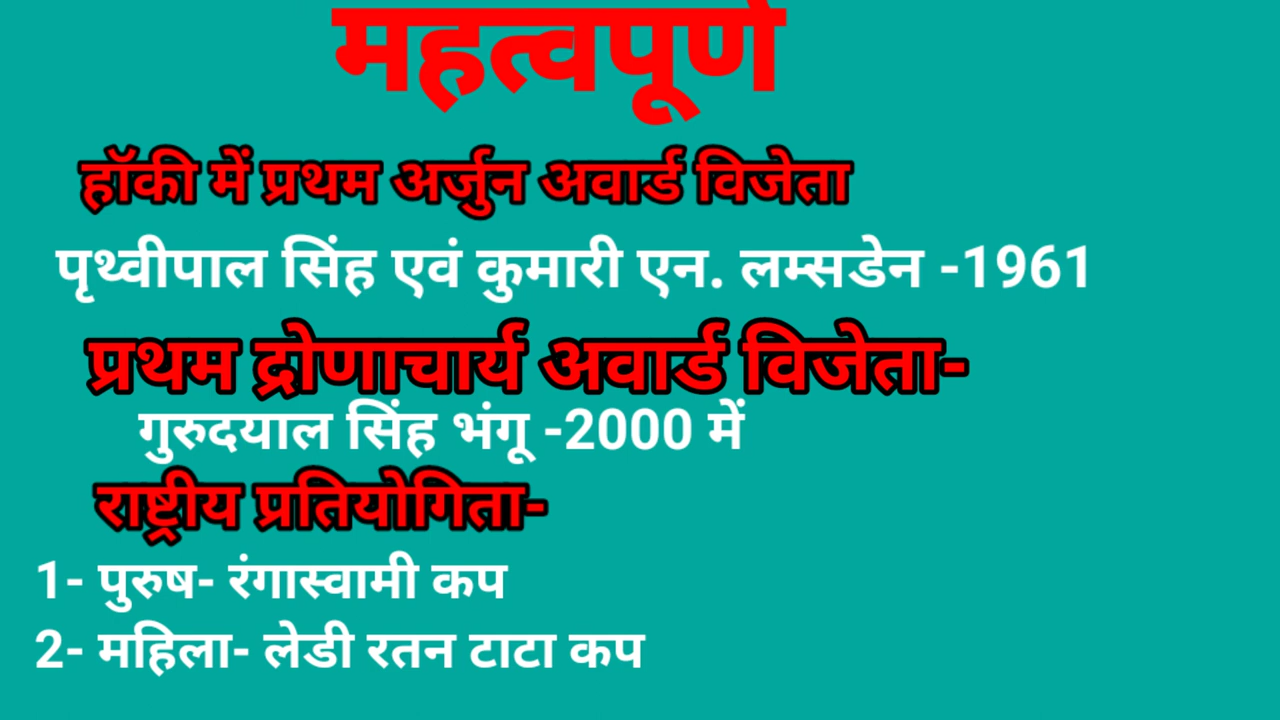 महत्वपूर्ण
हॉकी में प्रथम अर्जुन अवार्ड विजेता
पृथ्वीपाल सिंह एवं कुमारी एन. लम्सडेन -1961
प्रथम द्रोणाचार्य अवार्ड विजेता-
गुरुदयाल सिंह भंगू -2000 में
राष्ट्रीय प्रतियोगिता-
1- पुरुष- रंगास्वामी कप
2- महिला- लेडी रतन टाटा कप